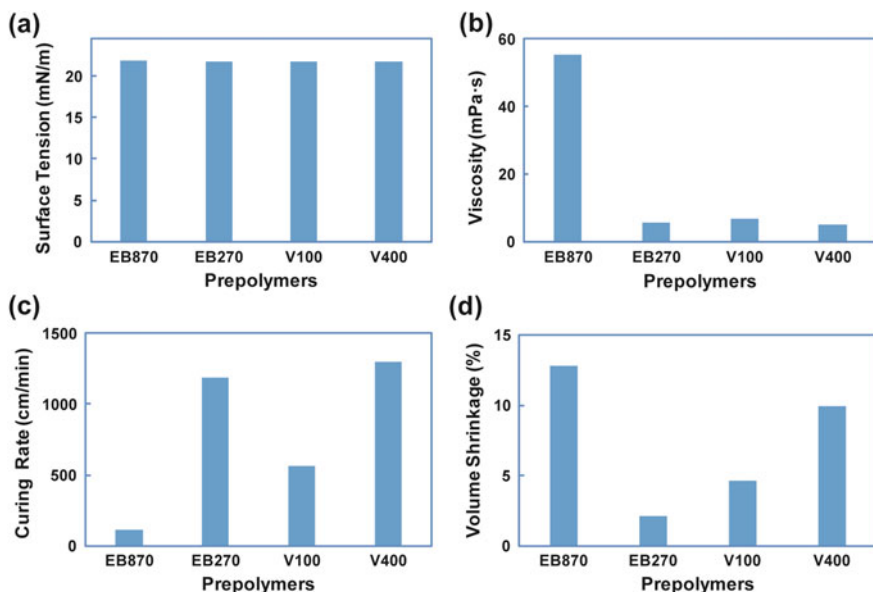 (a)
Surface Tension (mN/m)
20
15
10
5
0
EB870 EB270 V100 V400
Prepolymers
(b)
Viscosity (mPa·s)
60
40
20
0
EB870 EB270 V100 V400
Prepolymers
(c)
Curing Rate (cm/min)
1500
1000
500
0
EB870 EB270 V100 V400
Prepolymers
(d)
Volume Shrinkage (%)
15
10
5
0
EB870 EB270 V100 V400
Prepolymers